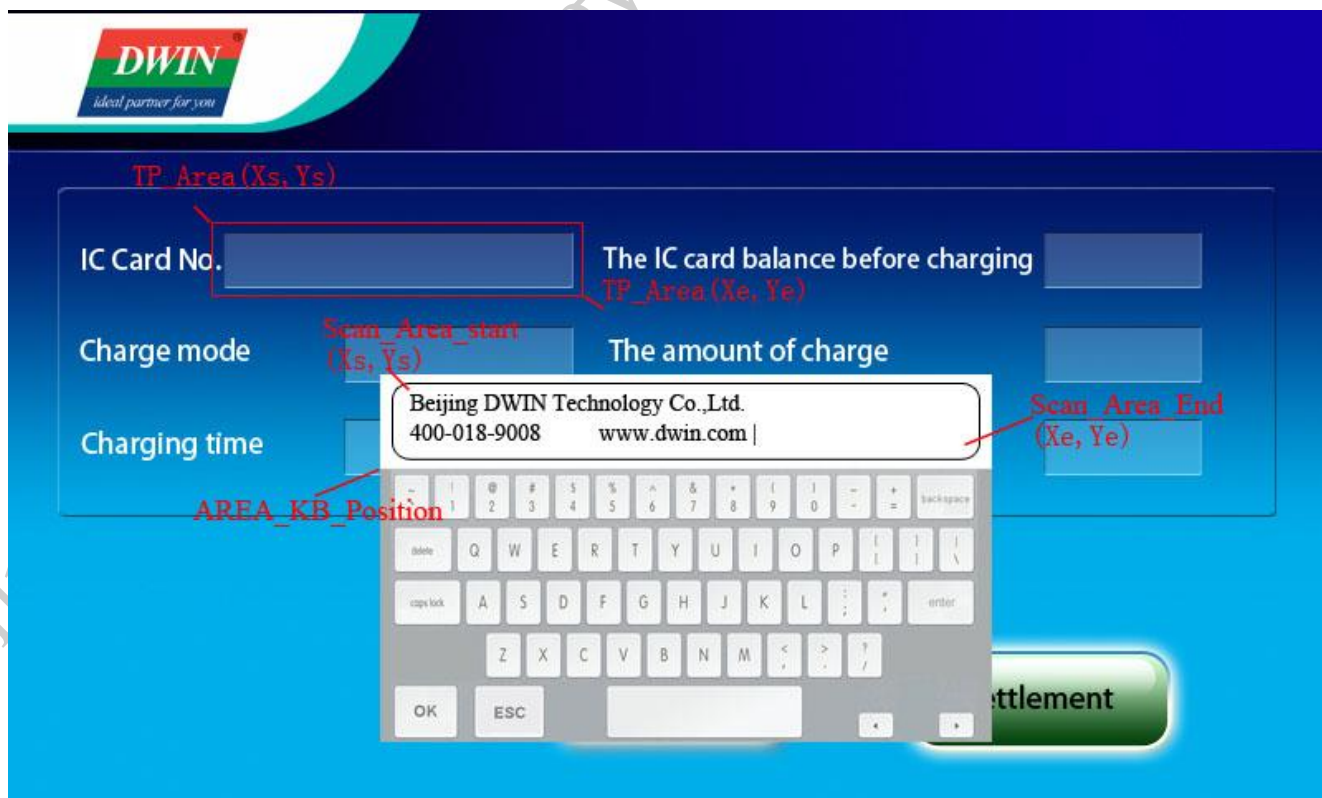 DWIN
®
ideal partner for you
TP_Area(Xs,Ys)
IC Card No.
The IC card balance before charging
TP_Area(Xe,Ye)
Charge mode
Scan_Area_start
(Xs,Ys)
The amount of charge
Beijing DWIN Technology Co.,Ltd.
400-018-9008 www.dwin.com |
Scan_Area_End
(Xe,Ye)
Charging time
AREA_KB_Position
~ ! @ # $ % ^ & * ( ) - +
1 2 3 4 5 6 7 8 9 0 - = backspace
delete Q W E R T Y U I O P { [ } ] | \
caps lock A S D F G H J K L : ; " ' enter
Z X C V B N M < , > . ? /
OK ESC
ttlement